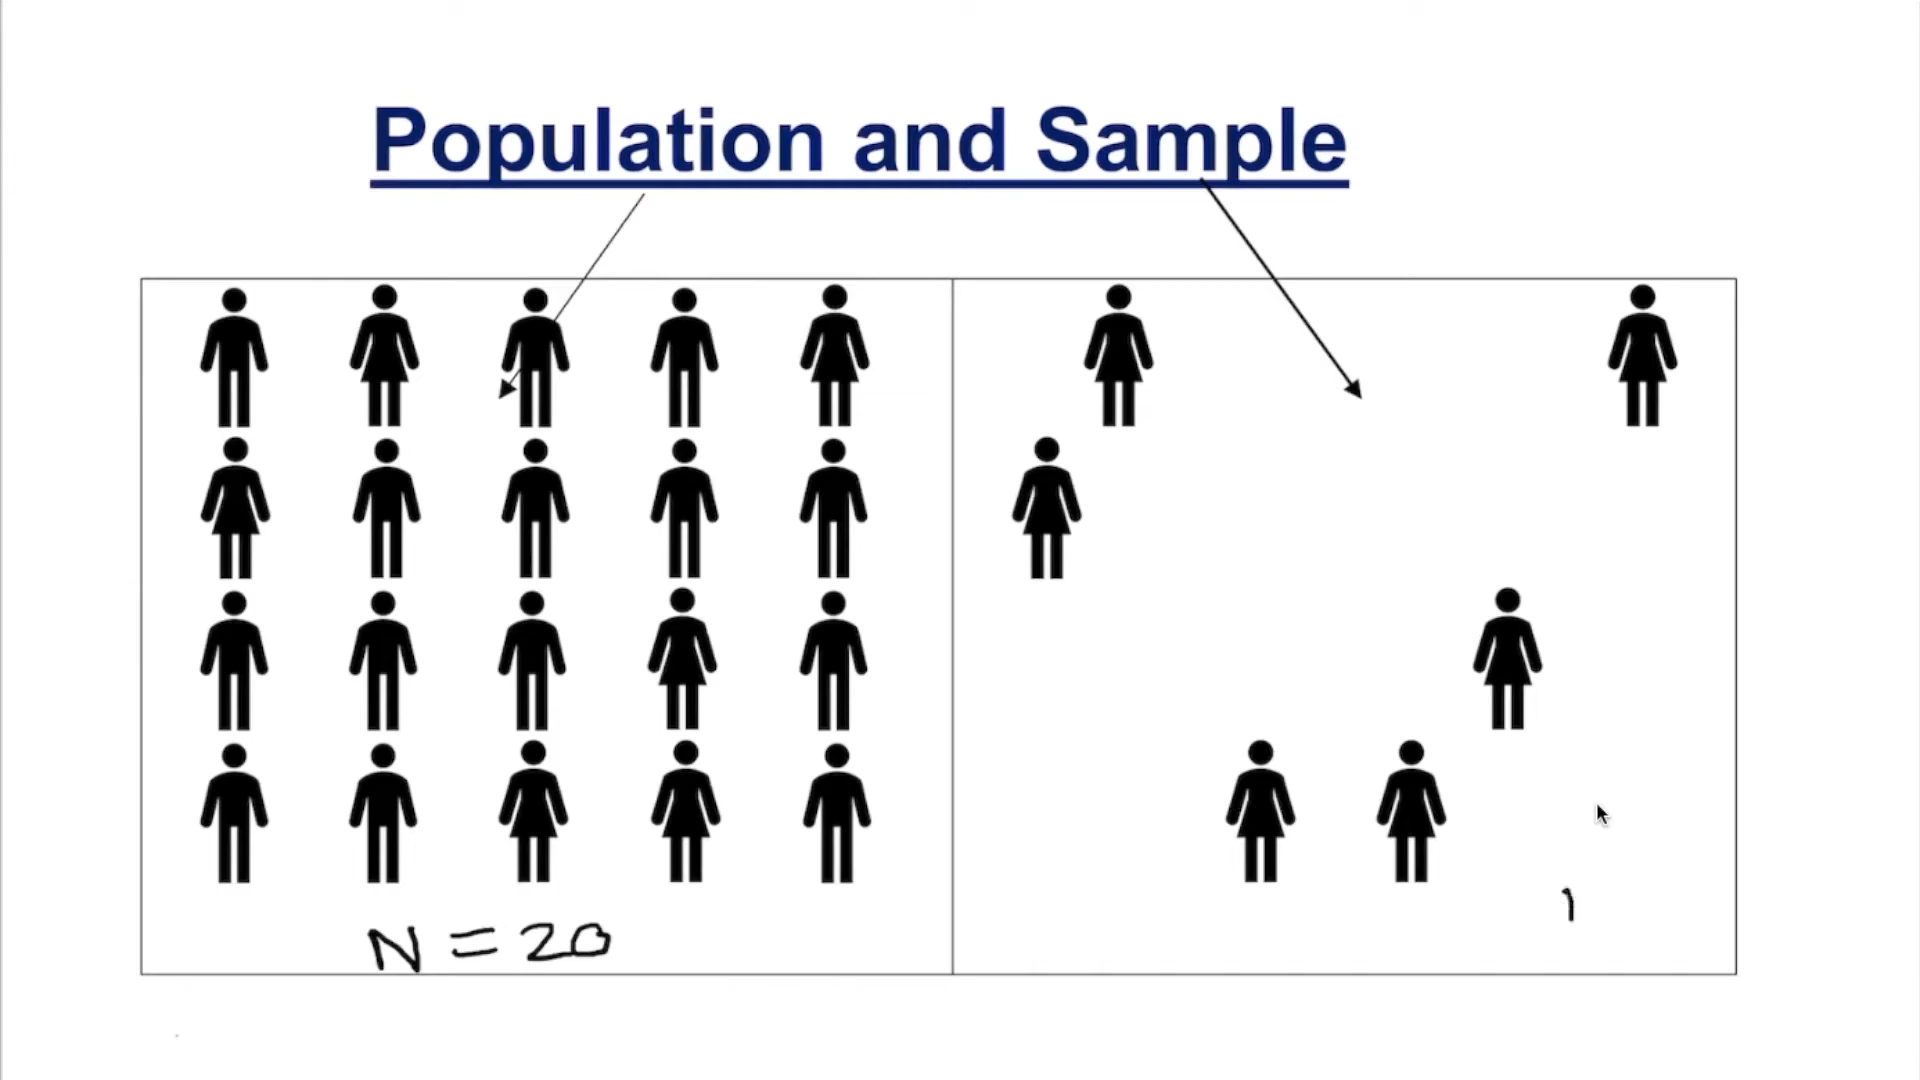 Population and Sample
N = 20